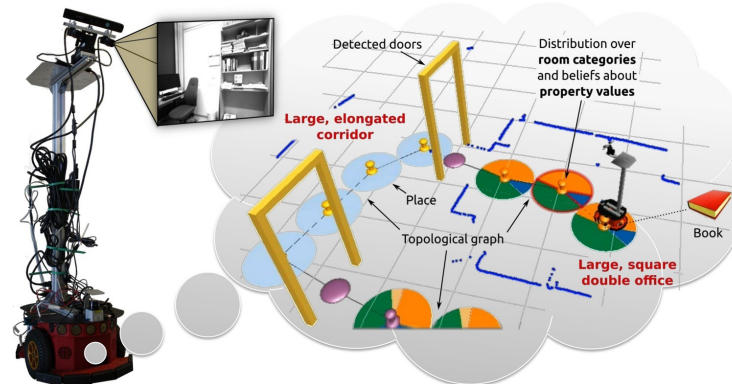 Detected doors
Distribution over
room categories
and beliefs about
property values
Large, elongated
corridor
Place
Topological graph
Book
Large, square
double office